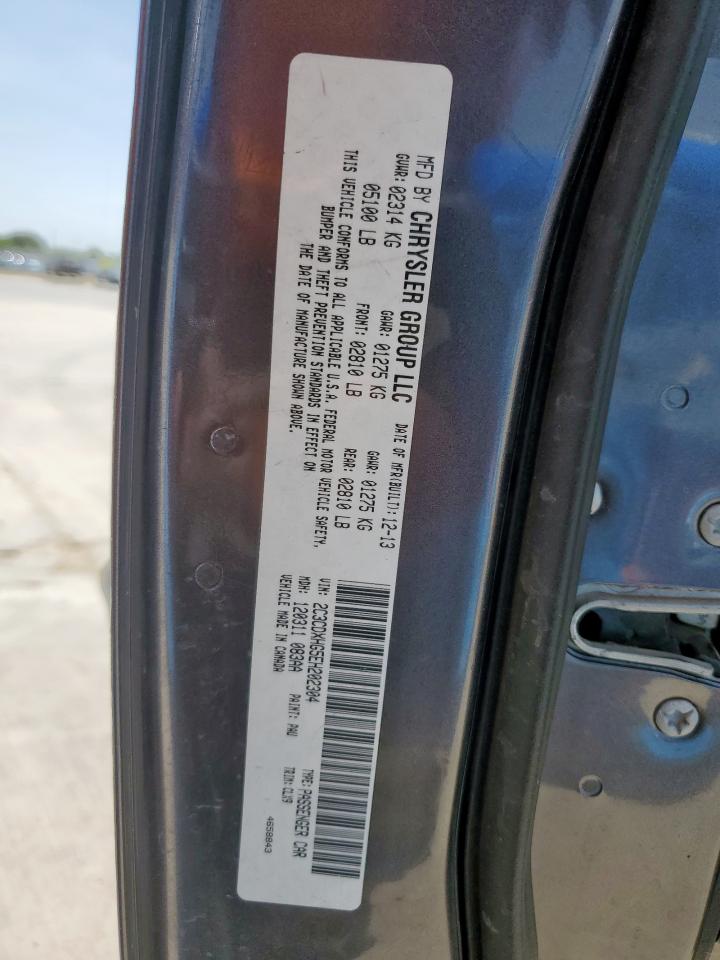 MFD BY CHRYSLER GROUP LLC DATE OF MFR(BUILT):12-13
GVWR: 02314 KG GAWR: 01275 KG GAWR: 01275 KG
05100 LB FRONT: 02810 LB REAR: 02810 LB
THIS VEHICLE CONFORMS TO ALL APPLICABLE U.S.A. FEDERAL MOTOR VEHICLE SAFETY,
BUMPER AND THEFT PREVENTION STANDARDS IN EFFECT ON
THE DATE OF MANUFACTURE SHOWN ABOVE.
VIN: 2C3CDXHG5EH202304 TYPE: PASSENGER CAR
MDH: 120311 083AA PAINT: PAU TRIM: CLX9
VEHICLE MADE IN CANADA
4658843